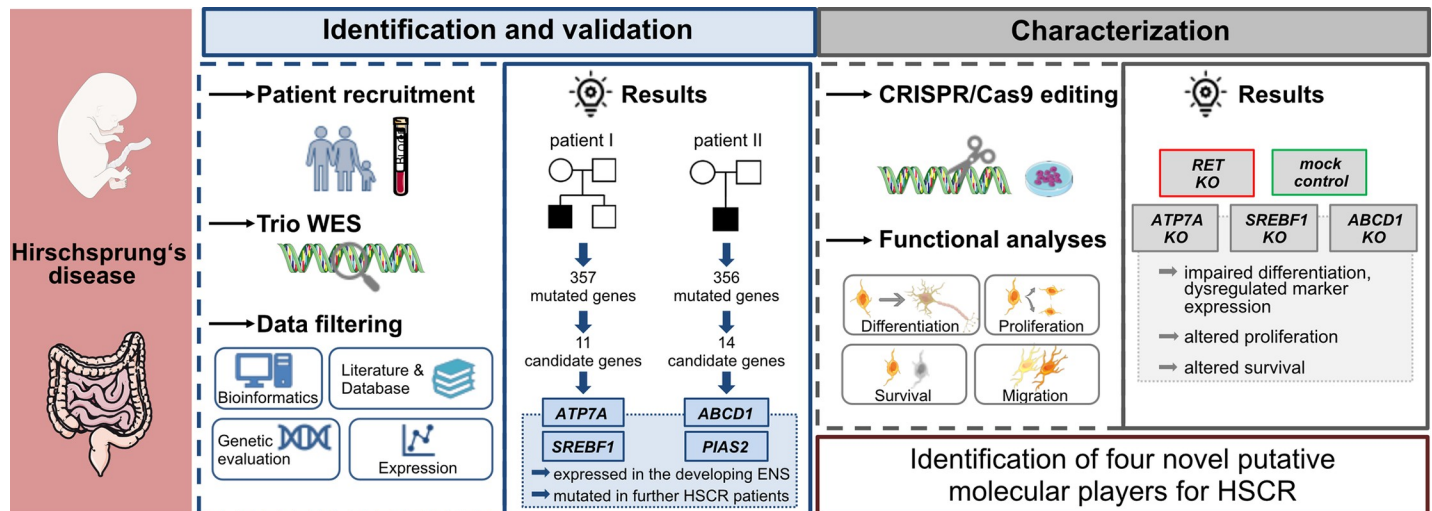 Hirschsprung's
disease
Identification and validation
Patient recruitment
Blood
Trio WES
Data filtering
Bioinformatics
Literature &
Database
Genetic
evaluation
Expression
Results
patient I
patient II
357
mutated genes
356
mutated genes
11
candidate genes
14
candidate genes
ATP7A
ABCD1
SREBF1
PIAS2
expressed in the developing ENS
mutated in further HSCR patients
Characterization
CRISPR/Cas9 editing
Functional analyses
Differentiation
Proliferation
Survival
Migration
Results
RET
KO
mock
control
ATP7A
KO
SREBF1
KO
ABCD1
KO
impaired differentiation,
dysregulated marker
expression
altered proliferation
altered survival
Identification of four novel putative
molecular players for HSCR